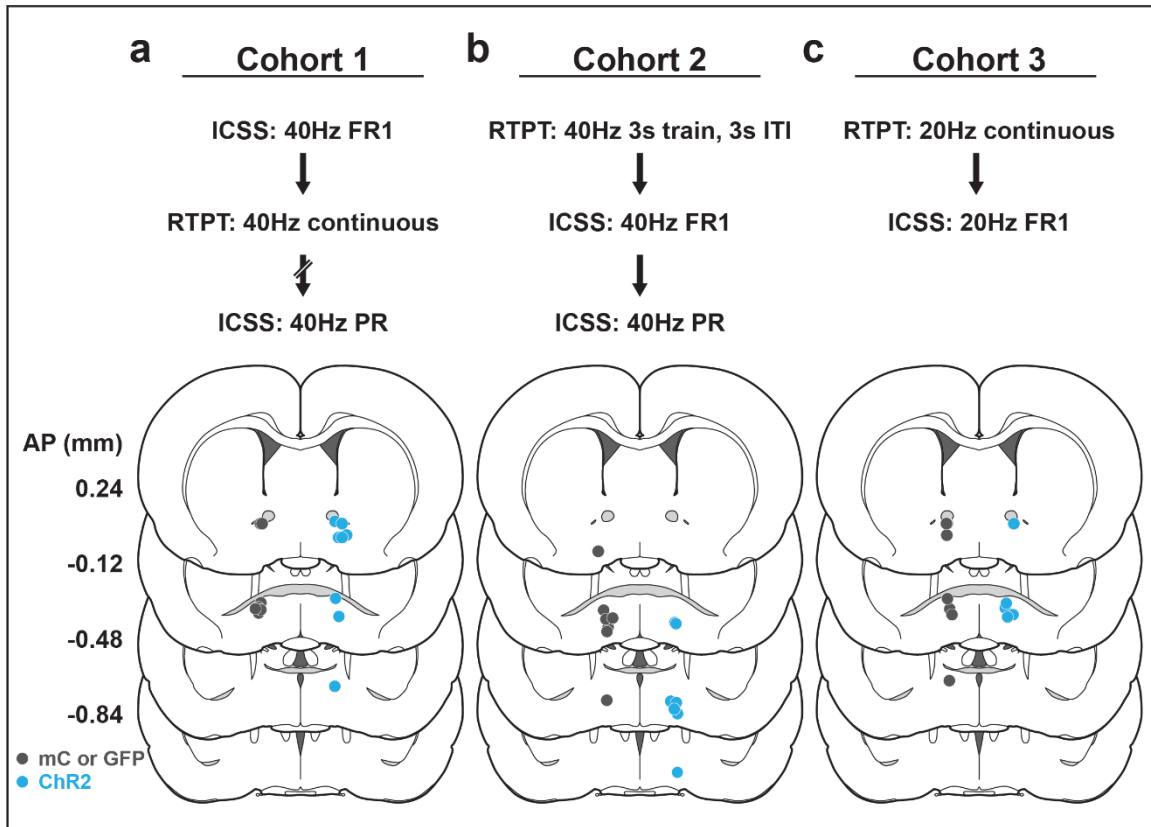 a Cohort 1
ICSS: 40Hz FR1
RTPT: 40Hz continuous
ICSS: 40Hz PR
b Cohort 2
RTPT: 40Hz 3s train, 3s ITI
ICSS: 40Hz FR1
ICSS: 40Hz PR
c Cohort 3
RTPT: 20Hz continuous
ICSS: 20Hz FR1
AP (mm)
0.24
-0.12
-0.48
-0.84
mC or GFP
ChR2